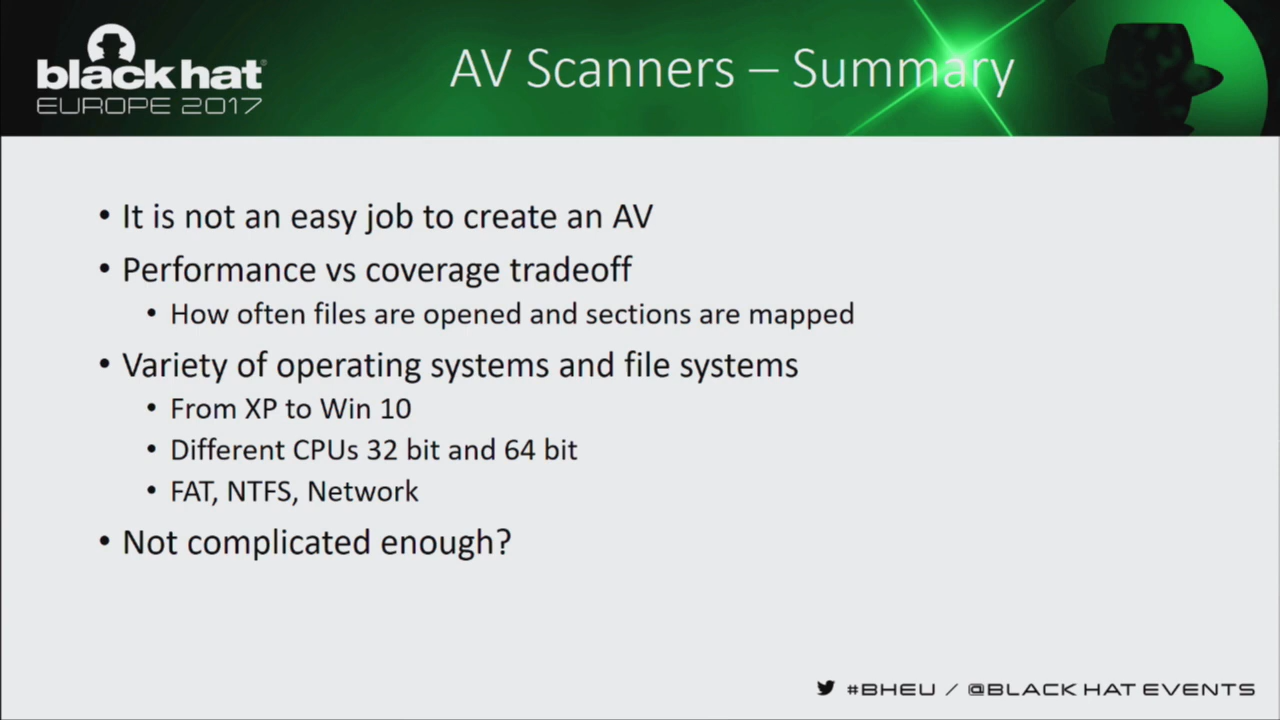 black hat
EUROPE 2017
AV Scanners – Summary
• It is not an easy job to create an AV
• Performance vs coverage tradeoff
• How often files are opened and sections are mapped
• Variety of operating systems and file systems
• From XP to Win 10
• Different CPUs 32 bit and 64 bit
• FAT, NTFS, Network
• Not complicated enough?
#BHEU / @BLACK HAT EVENTS